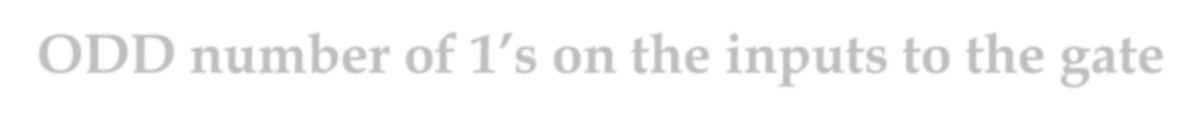 ODD number of 1’s on the inputs to the gate